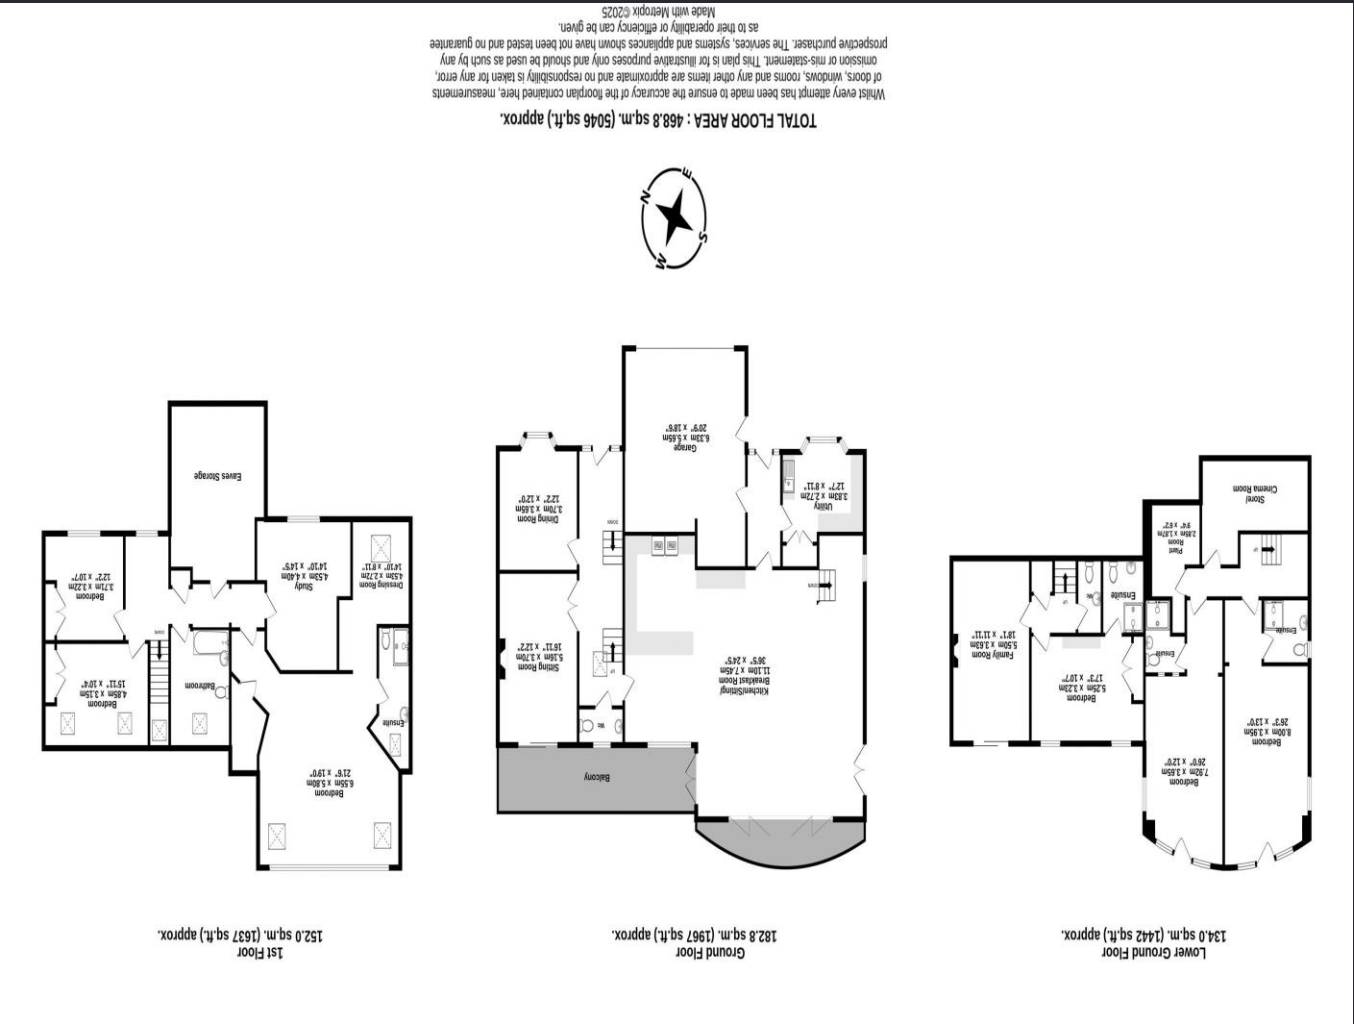 Lower Ground Floor
134.0 sq.m. (1442 sq.ft.) approx.
Ground Floor
182.8 sq.m. (1967 sq.ft.) approx.
1st Floor
152.0 sq.m. (1637 sq.ft.) approx.
Bedroom
8.00m x 3.95m
26'3" x 13'0"
Bedroom
7.92m x 3.65m
26'0" x 12'0"
Ensuite
Ensuite
Bedroom
5.25m x 3.23m
17'3" x 10'7"
Family Room
5.50m x 3.63m
18'1" x 11'11"
Ensuite
Wc
UP
UP
Plant
Room
2.85m x 1.87m
9'4" x 6'2"
Store/
Cinema Room
Balcony
Wc
Kitchen/Sitting/
Breakfast Room
11.10m x 7.45m
36'5" x 24'5"
Sitting Room
5.16m x 3.70m
16'11" x 12'2"
UP
DOWN
DOWN
Dining Room
3.70m x 3.65m
12'2" x 12'0"
Utility
3.83m x 2.72m
12'7" x 8'11"
Garage
6.33m x 5.65m
20'9" x 18'6"
Bedroom
6.55m x 5.80m
21'6" x 19'0"
Ensuite
Bathroom
Bedroom
4.85m x 3.15m
15'11" x 10'4"
DOWN
Dressing Room
4.53m x 2.72m
14'10" x 8'11"
Study
4.53m x 4.40m
14'10" x 14'5"
Bedroom
3.71m x 3.22m
12'2" x 10'7"
Eaves Storage
W
S
N
E
TOTAL FLOOR AREA : 468.8 sq.m. (5046 sq.ft.) approx.
Whilst every attempt has been made to ensure the accuracy of the floorplan contained here, measurements
of doors, windows, rooms and any other items are approximate and no responsibility is taken for any error,
omission or mis-statement. This plan is for illustrative purposes only and should be used as such by any
prospective purchaser. The services, systems and appliances shown have not been tested and no guarantee
as to their operability or efficiency can be given.
Made with Metropix ©2025